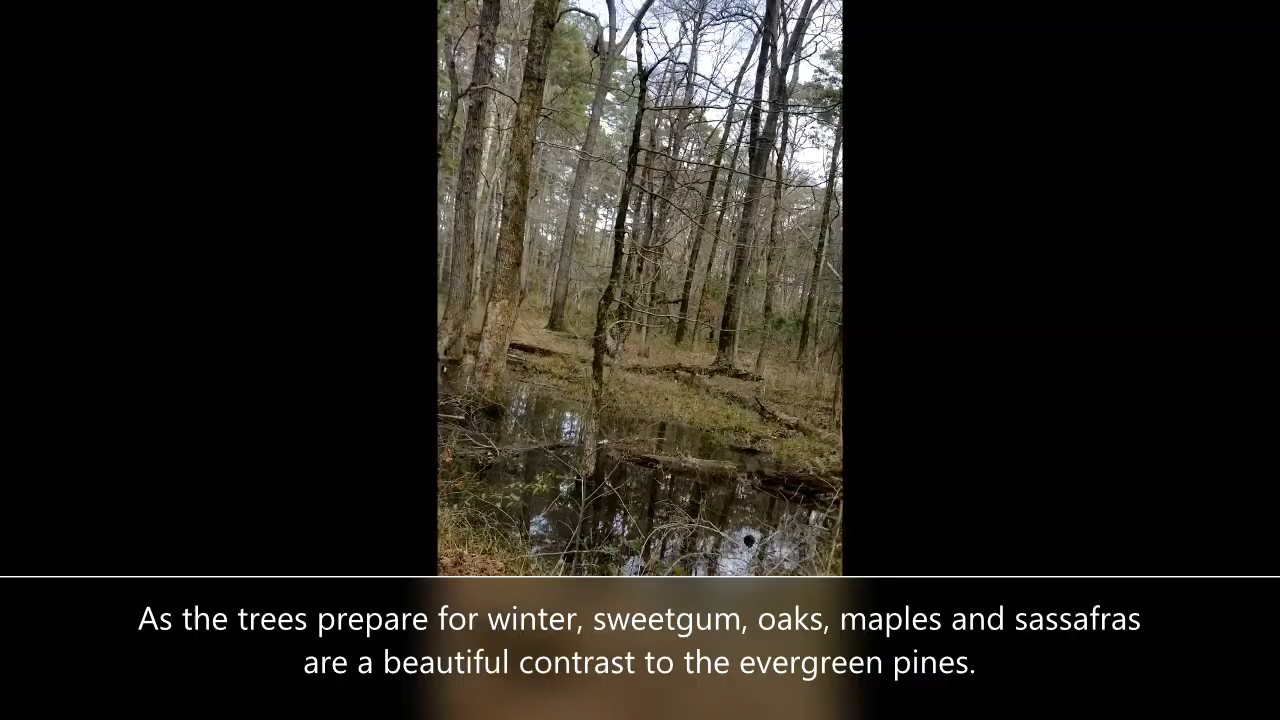 As the trees prepare for winter, sweetgum, oaks, maples and sassafras
are a beautiful contrast to the evergreen pines.